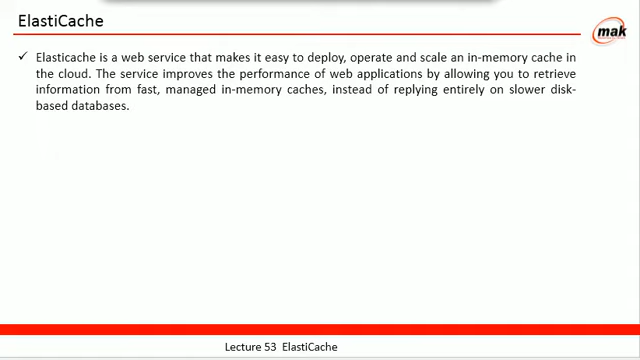 ElastiCache
mak
✓ Elasticache is a web service that makes it easy to deploy, operate and scale an in-memory cache in
the cloud. The service improves the performance of web applications by allowing you to retrieve
information from fast, managed in-memory caches, instead of replying entirely on slower disk-
based databases.
Lecture 53 ElastiCache